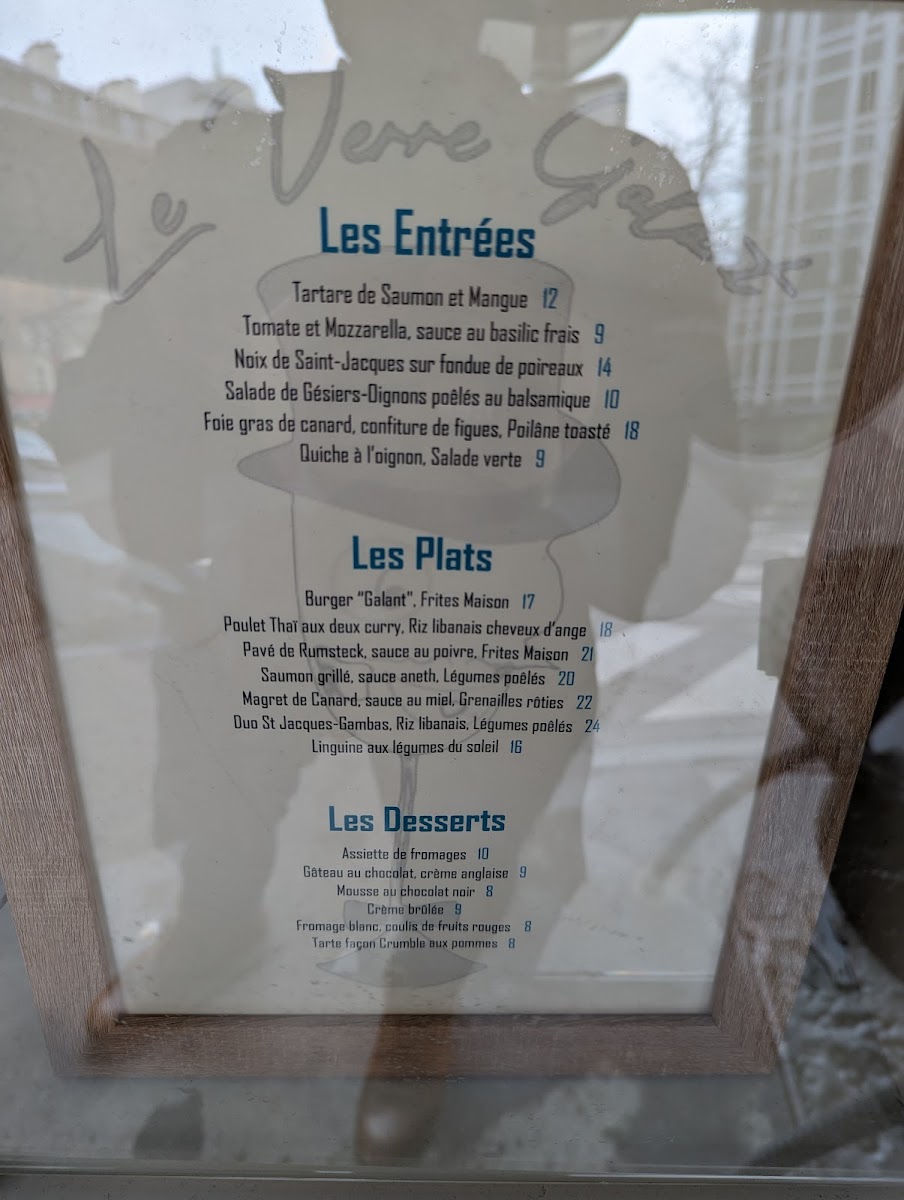 Le Verre Galant
Les Entrées
Tartare de Saumon et Mangue 12
Tomate et Mozzarella, sauce au basilic frais 9
Noix de Saint-Jacques sur fondue de poireaux 14
Salade de Gésiers-Oignons poêlés au balsamique 10
Foie gras de canard, confiture de figues, Poilâne toasté 18
Quiche à l'oignon, Salade verte 9
Les Plats
Burger "Galant", Frites Maison 17
Poulet Thaï aux deux curry, Riz libanais cheveux d'ange 18
Pavé de Rumsteck, sauce au poivre, Frites Maison 21
Saumon grillé, sauce aneth, Légumes poêlés 20
Magret de Canard, sauce au miel, Grenailles rôties 22
Duo St Jacques-Gambas, Riz libanais, Légumes poêlés 24
Linguine aux légumes du soleil 16
Les Desserts
Assiette de fromages 10
Gâteau au chocolat, crème anglaise 9
Mousse au chocolat noir 8
Crème brûlée 9
Fromage blanc, coulis de fruits rouges 8
Tarte façon Crumble aux pommes 8